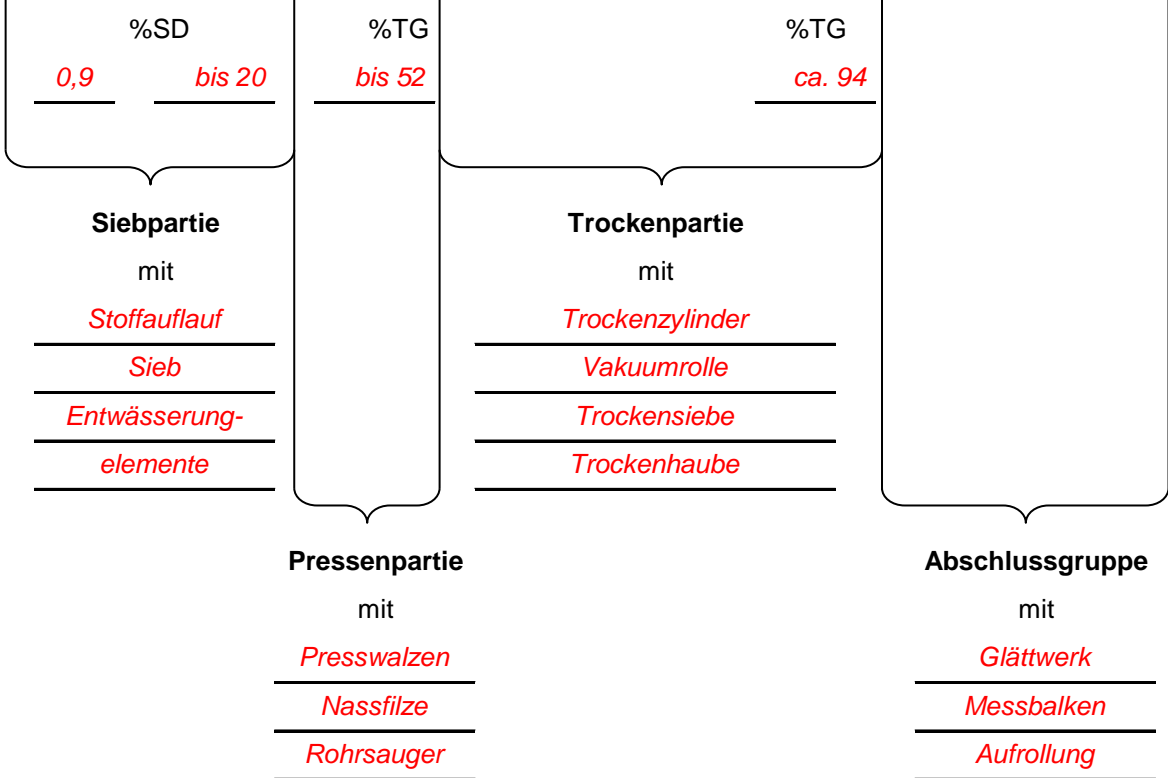 %SD %TG %TG
0,9 bis 20 bis 52 ca. 94
Siebpartie Trockenpartie
mit mit
Stoffauflauf Trockenzylinder
Sieb Vakuumrolle
Entwässerung- Trockensiebe
elemente Trockenhaube
Pressenpartie Abschlussgruppe
mit mit
Presswalzen Glättwerk
Nassfilze Messbalken
Rohrsauger Aufrollung